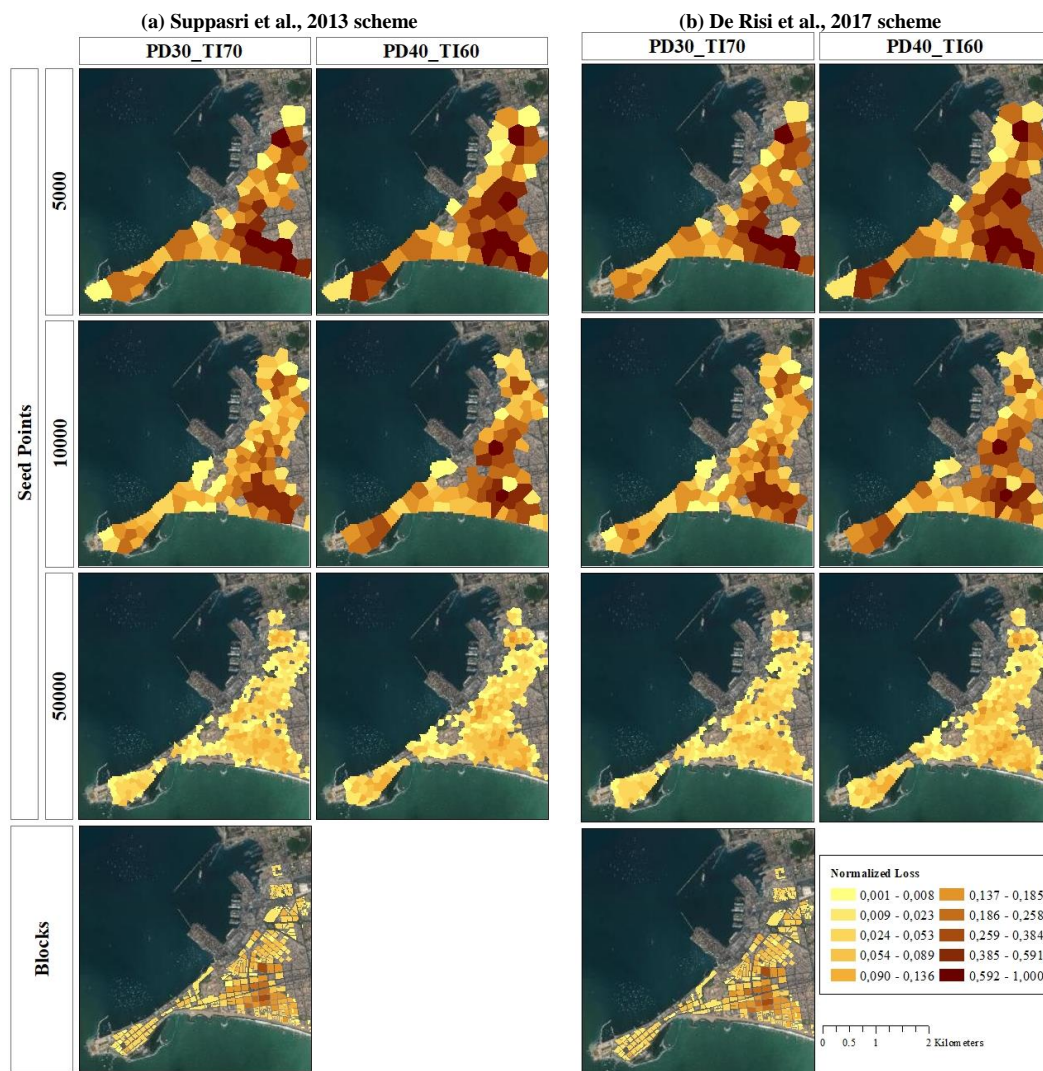 (a) Suppasri et al., 2013 scheme
(b) De Risi et al., 2017 scheme
PD30_TI70
PD40_TI60
PD30_TI70
PD40_TI60
Seed Points
5000
10000
50000
Blocks
Normalized Loss
0,001 - 0,008
0,137 - 0,185
0,009 - 0,023
0,186 - 0,258
0,024 - 0,053
0,259 - 0,384
0,054 - 0,089
0,385 - 0,591
0,090 - 0,136
0,592 - 1,000
0 0.5 1 2 Kilometers